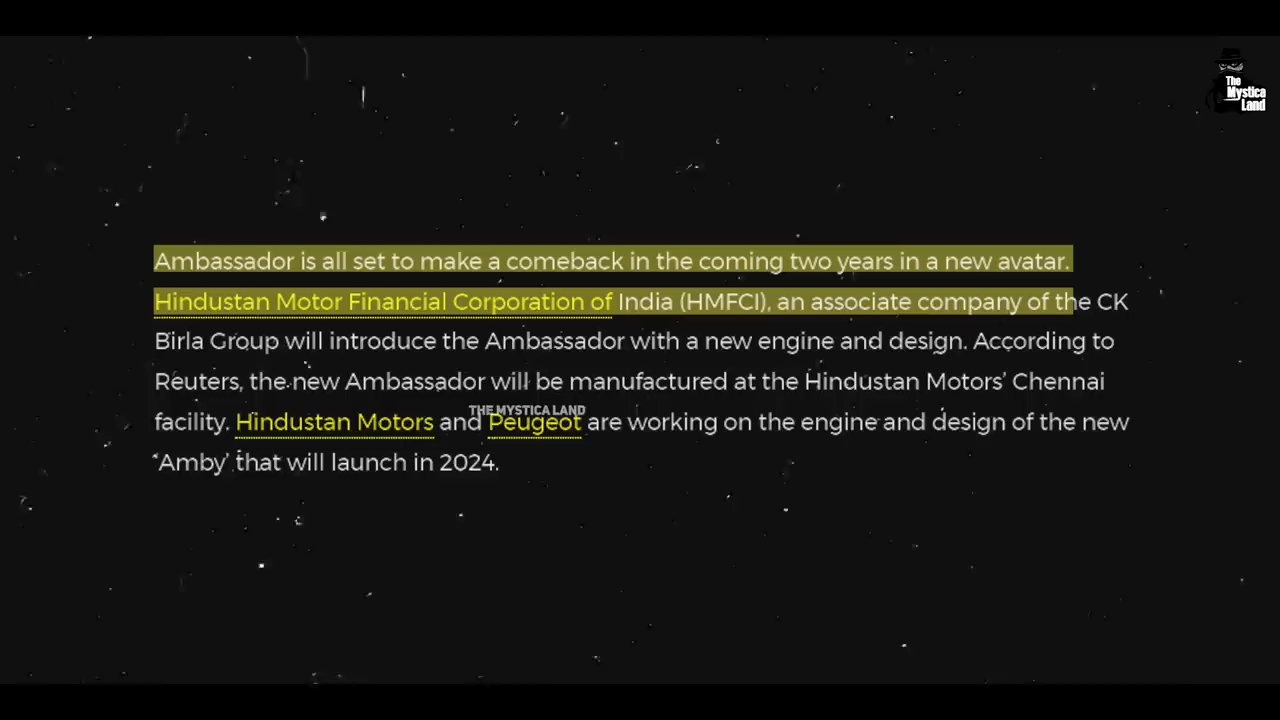 The
Mystica
Land
Ambassador is all set to make a comeback in the coming two years in a new avatar.
Hindustan Motor Financial Corporation of India (HMFCI), an associate company of the CK
Birla Group will introduce the Ambassador with a new engine and design. According to
Reuters, the new Ambassador will be manufactured at the Hindustan Motors’ Chennai
THE MYSTICA LAND
facility. Hindustan Motors and Peugeot are working on the engine and design of the new
‘Amby’ that will launch in 2024.